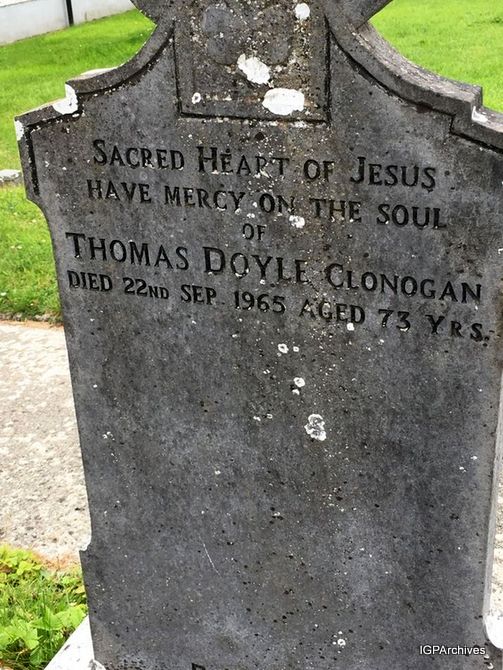 Sacred Heart of Jesus
have mercy on the soul
of
Thomas Doyle Clonogan
died 22nd Sep. 1965 aged 73 Yrs.
IGPArchives